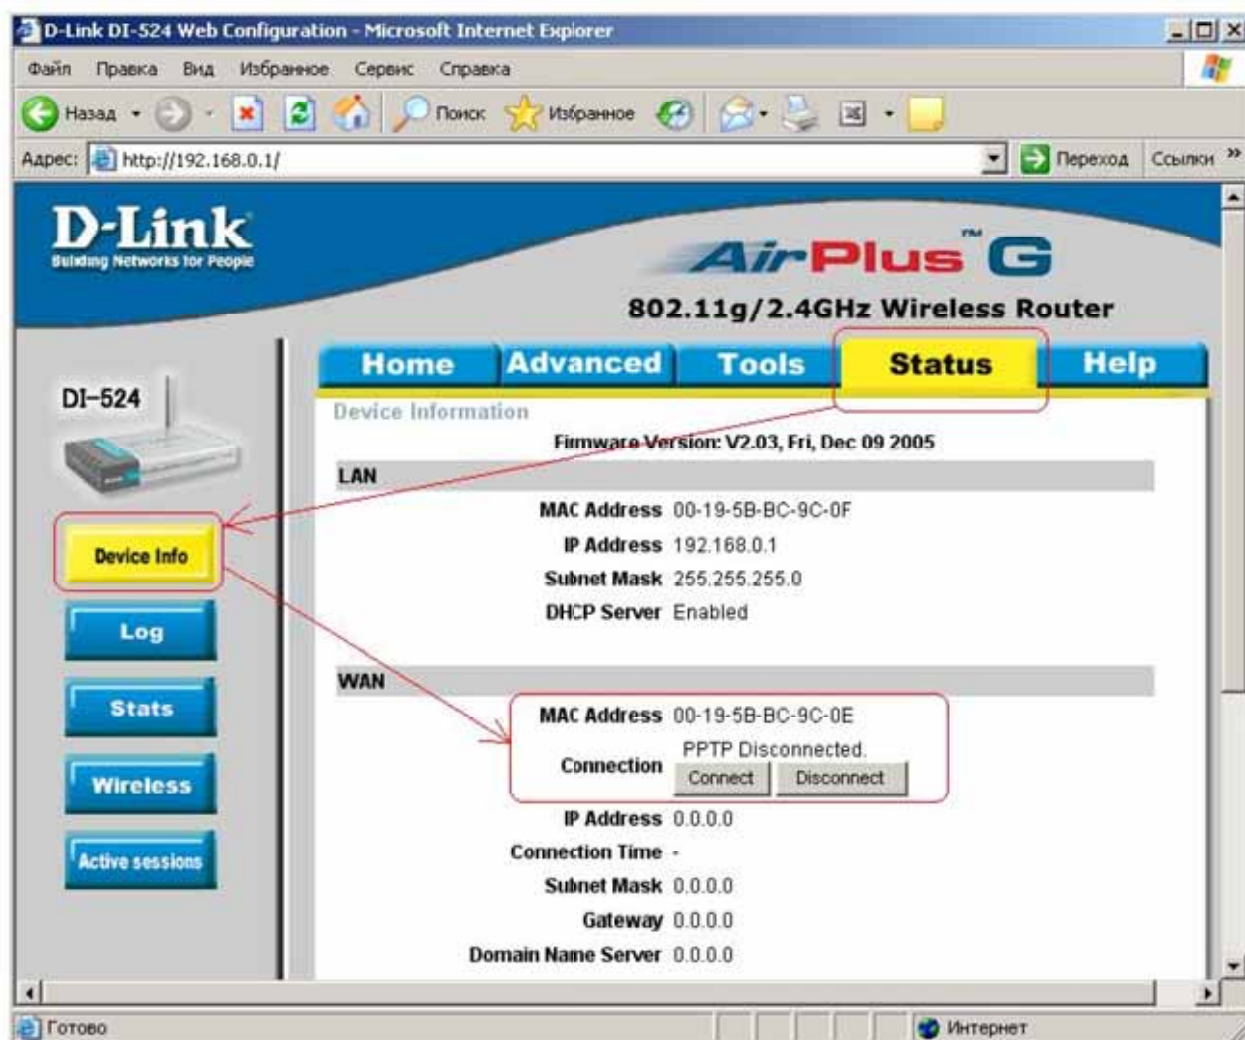 D-Link DI-524 Web Configuration - Microsoft Internet Explorer
Файл Правка Вид Избранное Сервис Справка
Назад Поиск Избранное
Адрес: http://192.168.0.1/ Переход Ссылки »
D-Link
Building Networks for People
AirPlus™ G
802.11g/2.4GHz Wireless Router
DI-524
Home Advanced Tools Status Help
Device Information
Firmware Version: V2.03, Fri, Dec 09 2005
LAN
MAC Address 00-19-5B-BC-9C-0F
IP Address 192.168.0.1
Subnet Mask 255.255.255.0
DHCP Server Enabled
Device Info
Log
Stats
Wireless
Active sessions
WAN
MAC Address 00-19-5B-BC-9C-0E
Connection PPTP Disconnected.
Connect Disconnect
IP Address 0.0.0.0
Connection Time -
Subnet Mask 0.0.0.0
Gateway 0.0.0.0
Domain Name Server 0.0.0.0
Готово Интернет